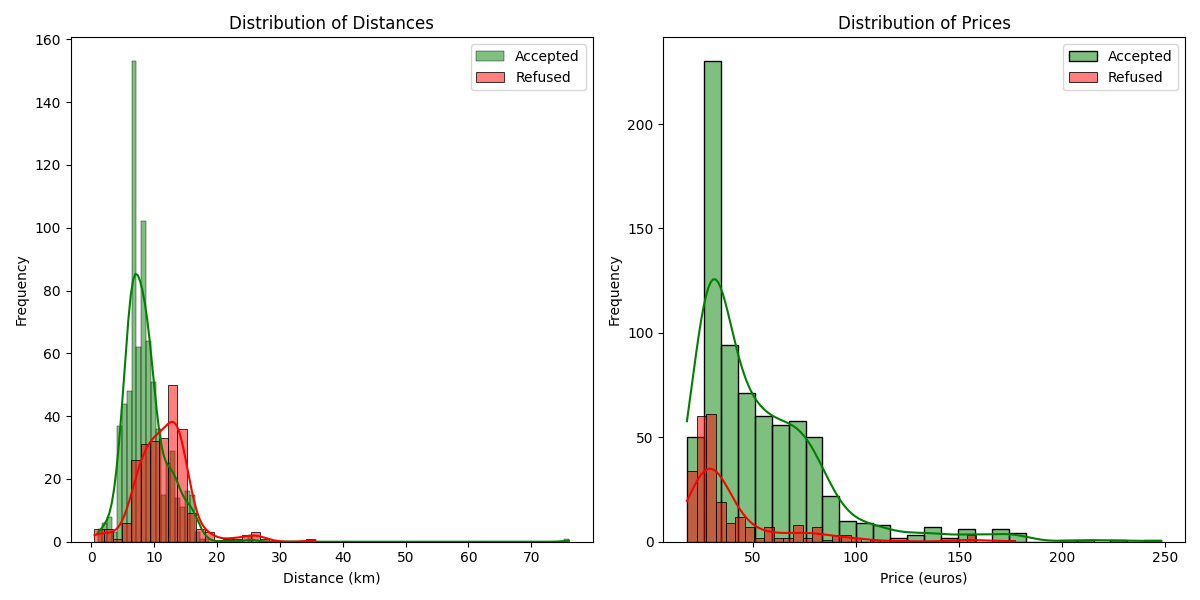 Distribution of Distances
Frequency
160
140
120
100
80
60
40
20
0
Accepted
Refused
0
10
20
30
40
50
60
70
Distance (km)
Distribution of Prices
Frequency
200
150
100
50
0
Accepted
Refused
50
100
150
200
250
Price (euros)